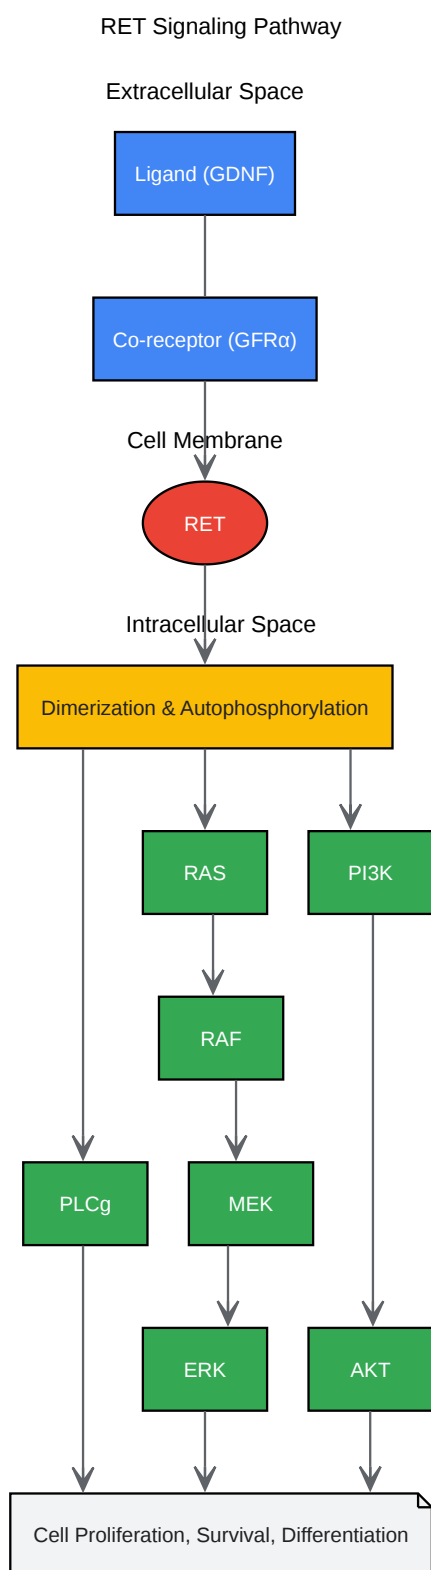 RET Signaling Pathway
Extracellular Space
Ligand (GDNF)
Co-receptor (GFRα)
Cell Membrane
RET
Intracellular Space
Dimerization & Autophosphorylation
RAS
PI3K
RAF
PLCg
MEK
ERK
AKT
Cell Proliferation, Survival, Differentiation